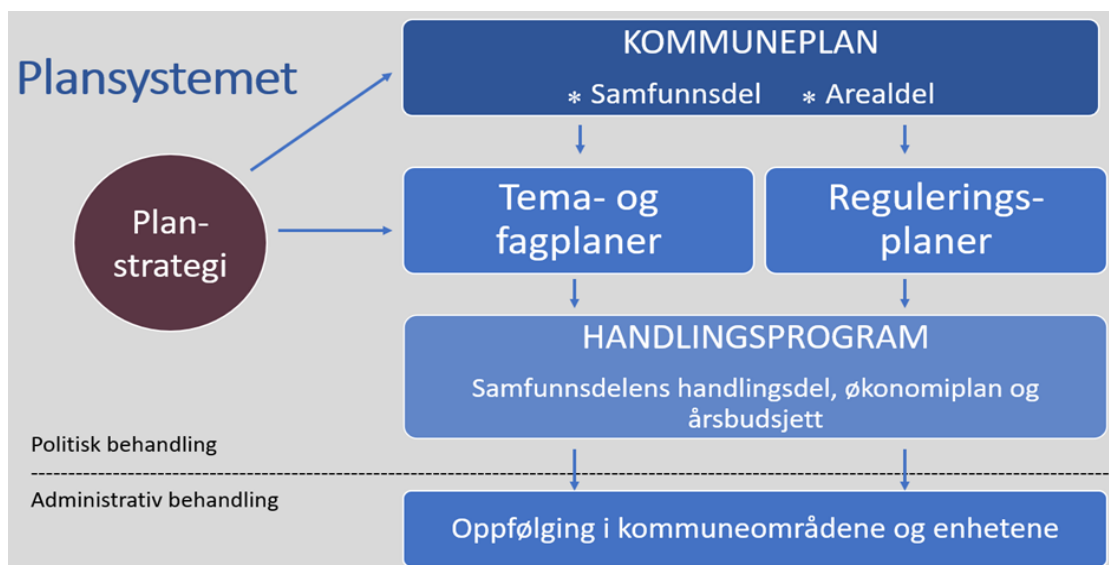 Plansystemet
KOMMUNEPLAN
* Samfunnsdel * Arealdel
Plan-
strategi
Tema- og
fagplaner
Regulerings-
planer
HANDLINGSPROGRAM
Samfunnsdelens handlingsdel, økonomiplan og
årsbudsjett
Politisk behandling
Administrativ behandling
Oppfølging i kommuneområdene og enhetene